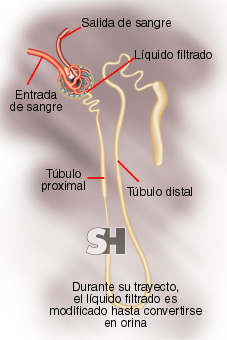 Salida de sangre
Líquido filtrado
Entrada
de sangre
Túbulo
proximal
Túbulo distal
SH
Durante su trayecto,
el líquido filtrado es
modificado hasta convertirse
en orina